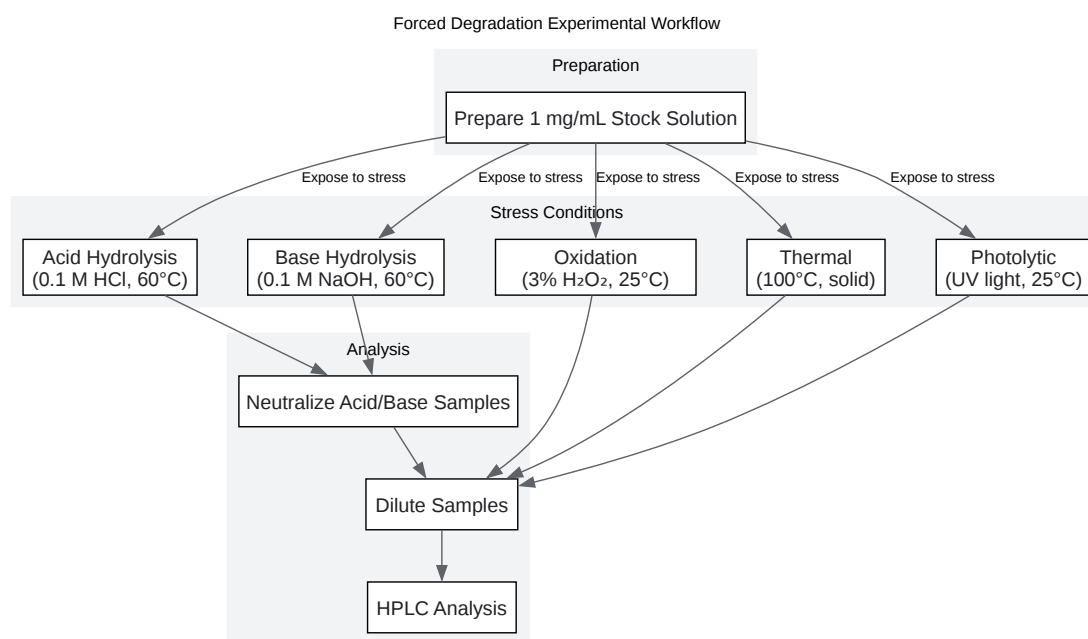 Forced Degradation Experimental Workflow
Preparation
Prepare 1 mg/mL Stock Solution
Expose to stress
Expose to stress
Expose to stress
Expose to stress
Expose to stress
Stress Conditions
Acid Hydrolysis
(0.1 M HCl, 60°C)
Base Hydrolysis
(0.1 M NaOH, 60°C)
Oxidation
(3% H₂O₂, 25°C)
Thermal
(100°C, solid)
Photolytic
(UV light, 25°C)
Analysis
Neutralize Acid/Base Samples
Dilute Samples
HPLC Analysis